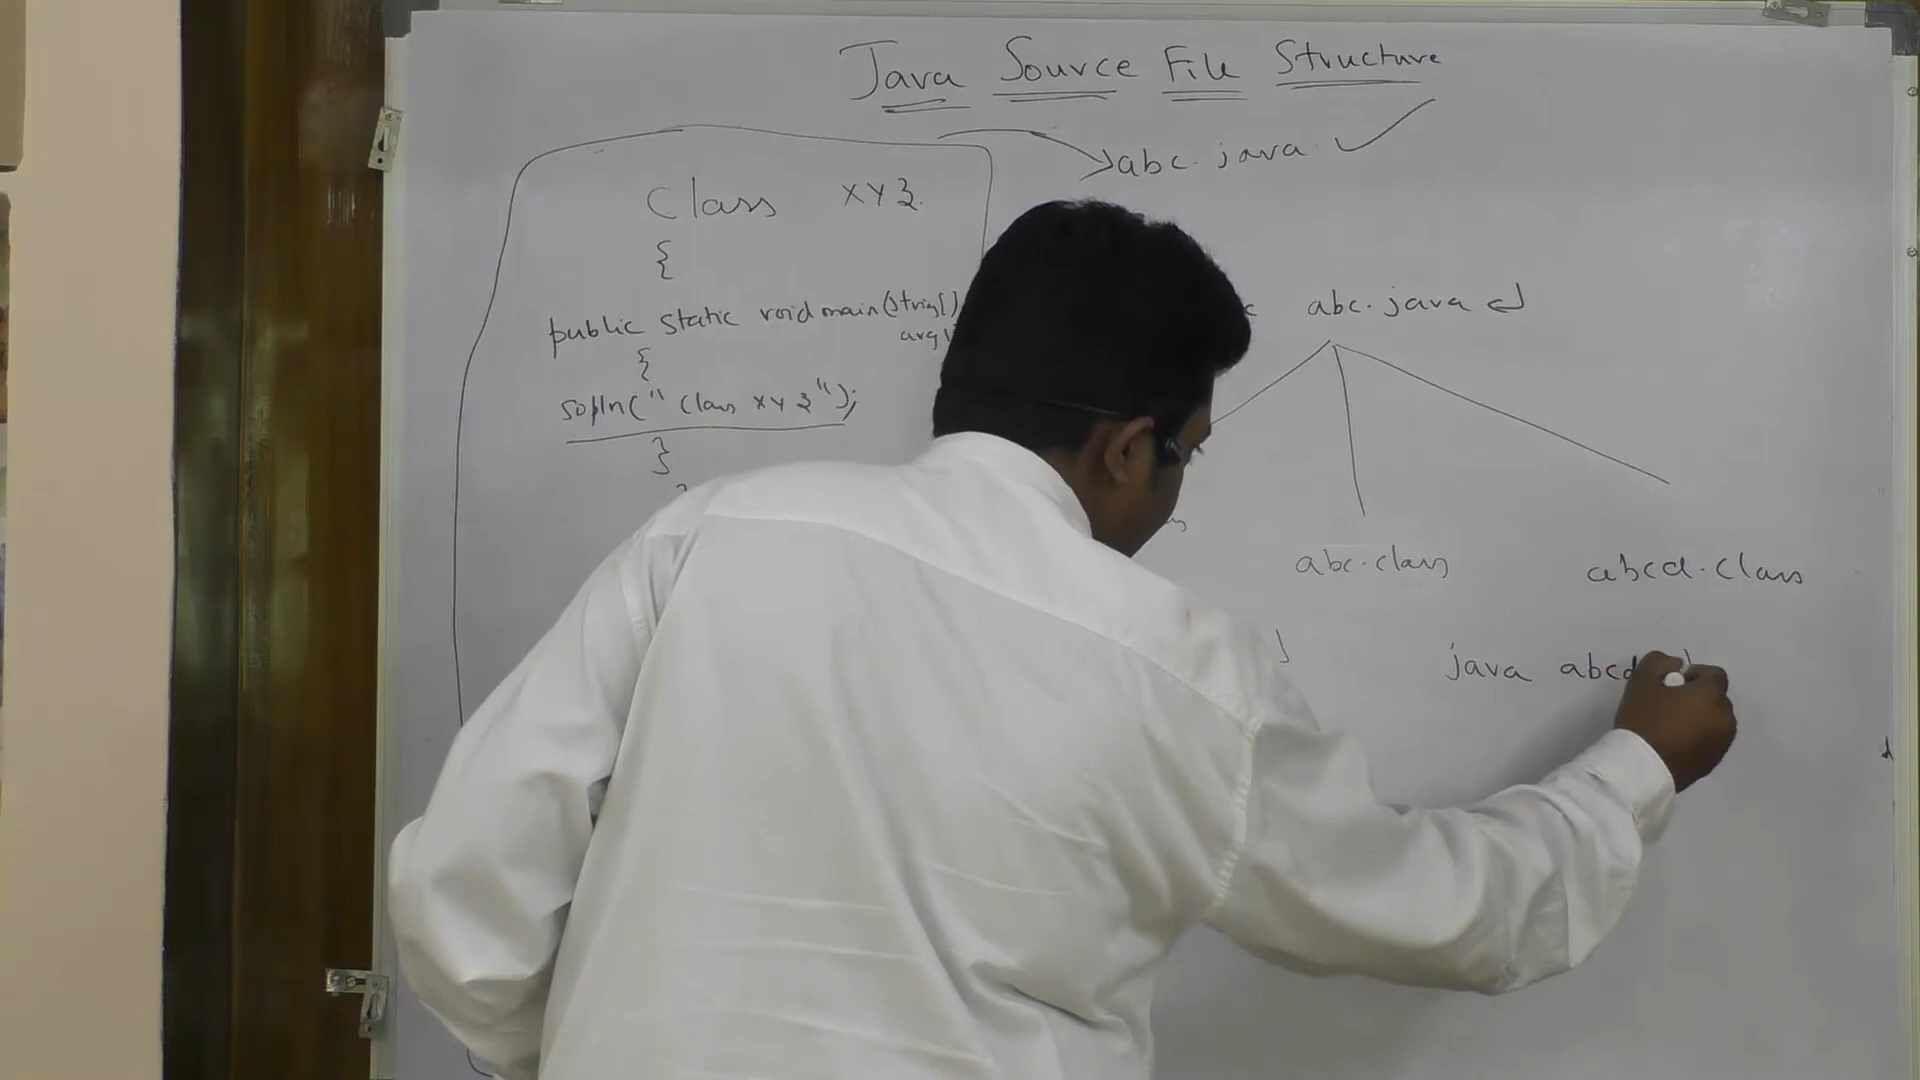 Java Source File Structure
abc.java
Class XYZ
{
public static void main(String[]
{
sopln("Class XYZ");
}
abc.java
abc.class
abcd.class
java abcd